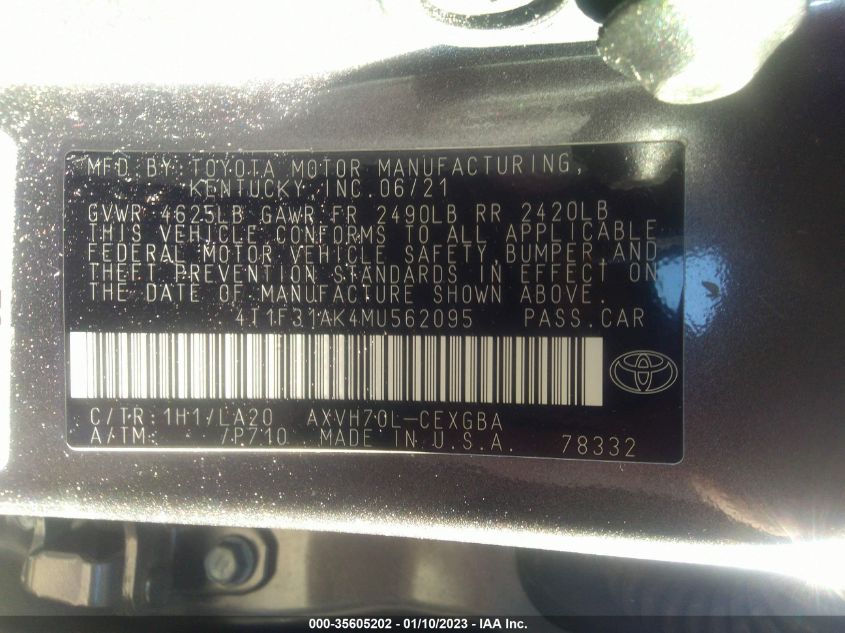 MFD BY: TOYOTA MOTOR MANUFACTURING,
KENTUCKY, INC. 06/21
GVWR 4625LB GAWR FR 2490LB RR 2420LB
THIS VEHICLE CONFORMS TO ALL APPLICABLE
FEDERAL MOTOR VEHICLE SAFETY, BUMPER, AND
THEFT PREVENTION STANDARDS IN EFFECT ON
THE DATE OF MANUFACTURE SHOWN ABOVE.
4T1F31AK4MU562095 PASS.CAR
C/TR: 1H1/LA20 AXVH70L-CEXGBA
A/TM: /P710 MADE IN U.S.A. 78332
000-35605202 - 01/10/2023 - IAA Inc.